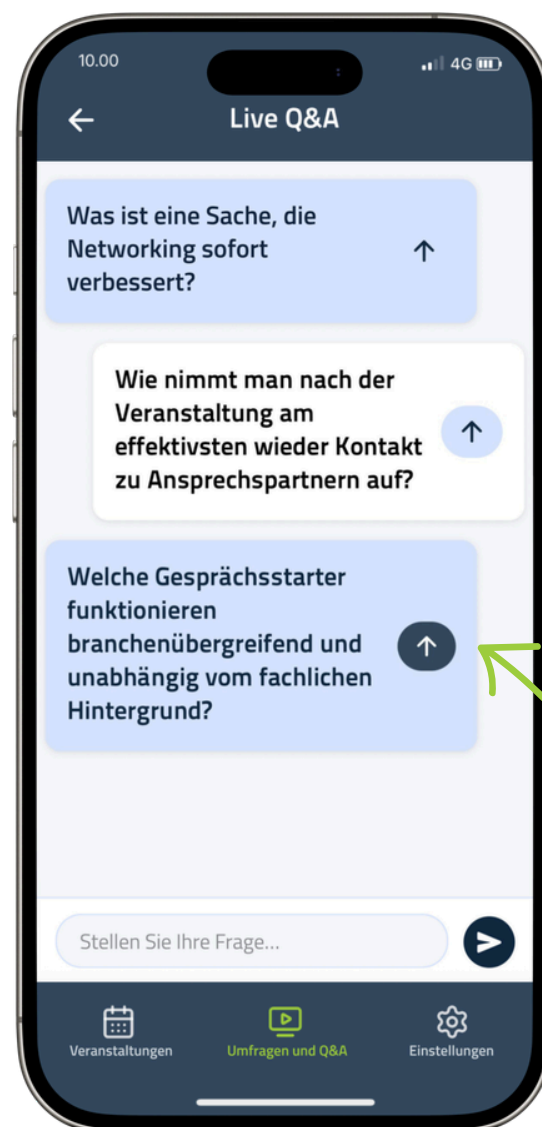 10.00
4G
Live Q&A
Was ist eine Sache, die
Networking sofort
verbessert?
Wie nimmt man nach der
Veranstaltung am
effektivsten wieder Kontakt
zu Ansprechspartnern auf?
Welche Gesprächsstarter
funktionieren
branchenübergreifend und
unabhängig vom fachlichen
Hintergrund?
Stellen Sie Ihre Frage...
Veranstaltungen
Umfragen und Q&A
Einstellungen